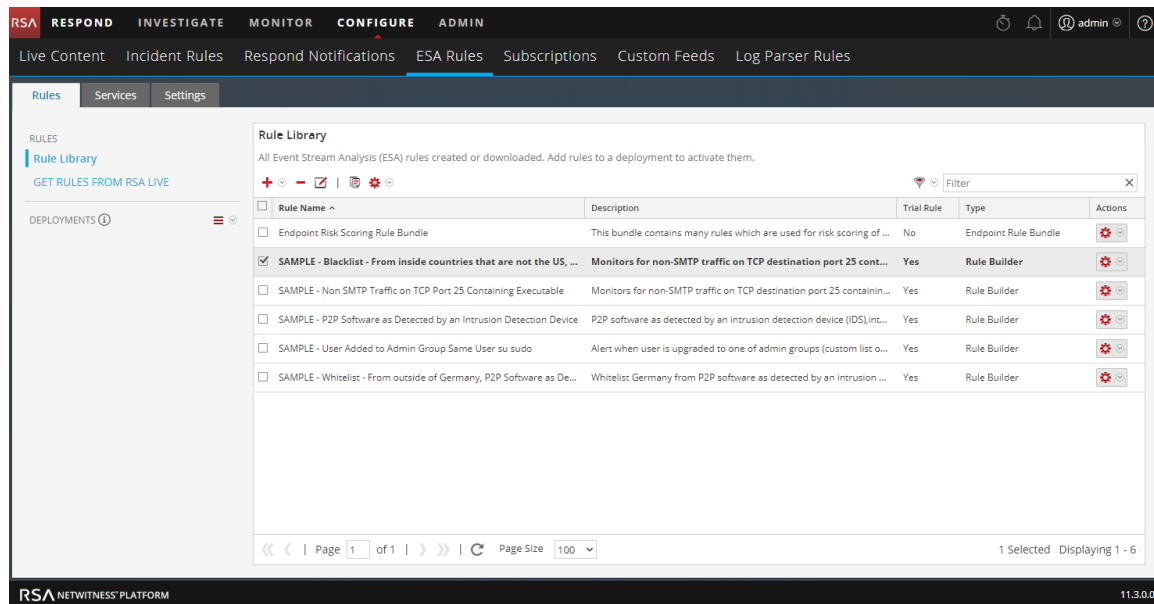 RSA RESPOND INVESTIGATE MONITOR CONFIGURE ADMIN admin ?
Live Content Incident Rules Respond Notifications ESA Rules Subscriptions Custom Feeds Log Parser Rules
Rules Services Settings
RULES
Rule Library
GET RULES FROM RSA LIVE
DEPLOYMENTS
Rule Library
All Event Stream Analysis (ESA) rules created or downloaded. Add rules to a deployment to activate them.
Filter
Rule Name Description Trial Rule Type Actions
Endpoint Risk Scoring Rule Bundle This bundle contains many rules which are used for risk scoring of ... No Endpoint Rule Bundle
SAMPLE - Blacklist - From inside countries that are not the US, ... Monitors for non-SMTP traffic on TCP destination port 25 cont... Yes Rule Builder
SAMPLE - Non SMTP Traffic on TCP Port 25 Containing Executable Monitors for non-SMTP traffic on TCP destination port 25 containin... Yes Rule Builder
SAMPLE - P2P Software as Detected by an Intrusion Detection Device P2P software as detected by an intrusion detection device (IDS),int... Yes Rule Builder
SAMPLE - User Added to Admin Group Same User su sudo Alert when user is upgraded to one of admin groups (custom list o... Yes Rule Builder
SAMPLE - Whitelist - From outside of Germany, P2P Software as De... Whitelist Germany from P2P software as detected by an intrusion ... Yes Rule Builder
Page 1 of 1 Page Size 100 1 Selected Displaying 1 - 6
RSA NETWITNESS® PLATFORM 11.3.0.0